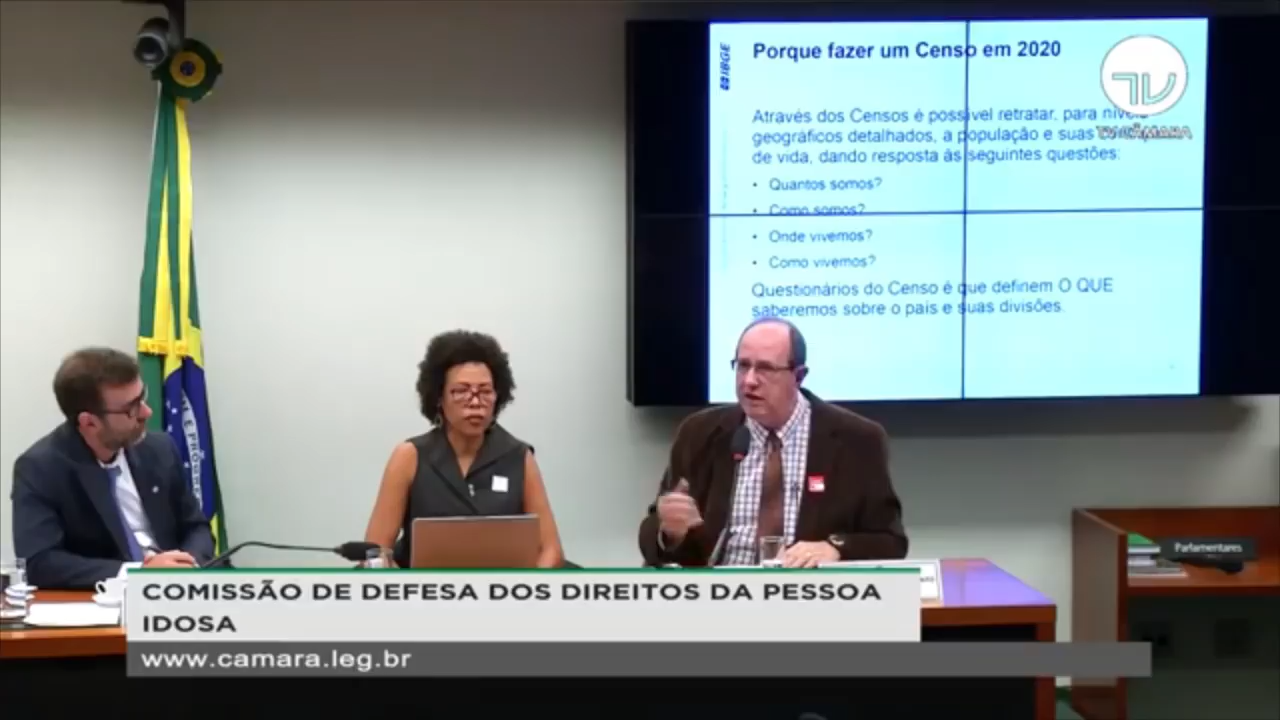 IBGE
Porque fazer um Censo em 2020
TV CÂMARA
Através dos Censos é possível retratar, para
geográficos detalhados, a população e suas
de vida, dando resposta às seguintes questões:
• Quantos somos?
• Como somos?
• Onde vivemos?
• Como vivemos?
Questionários do Censo é que definem O QUE
saberemos sobre o país e suas divisões.
Parlamentares
COMISSÃO DE DEFESA DOS DIREITOS DA PESSOA
IDOSA
www.camara.leg.br